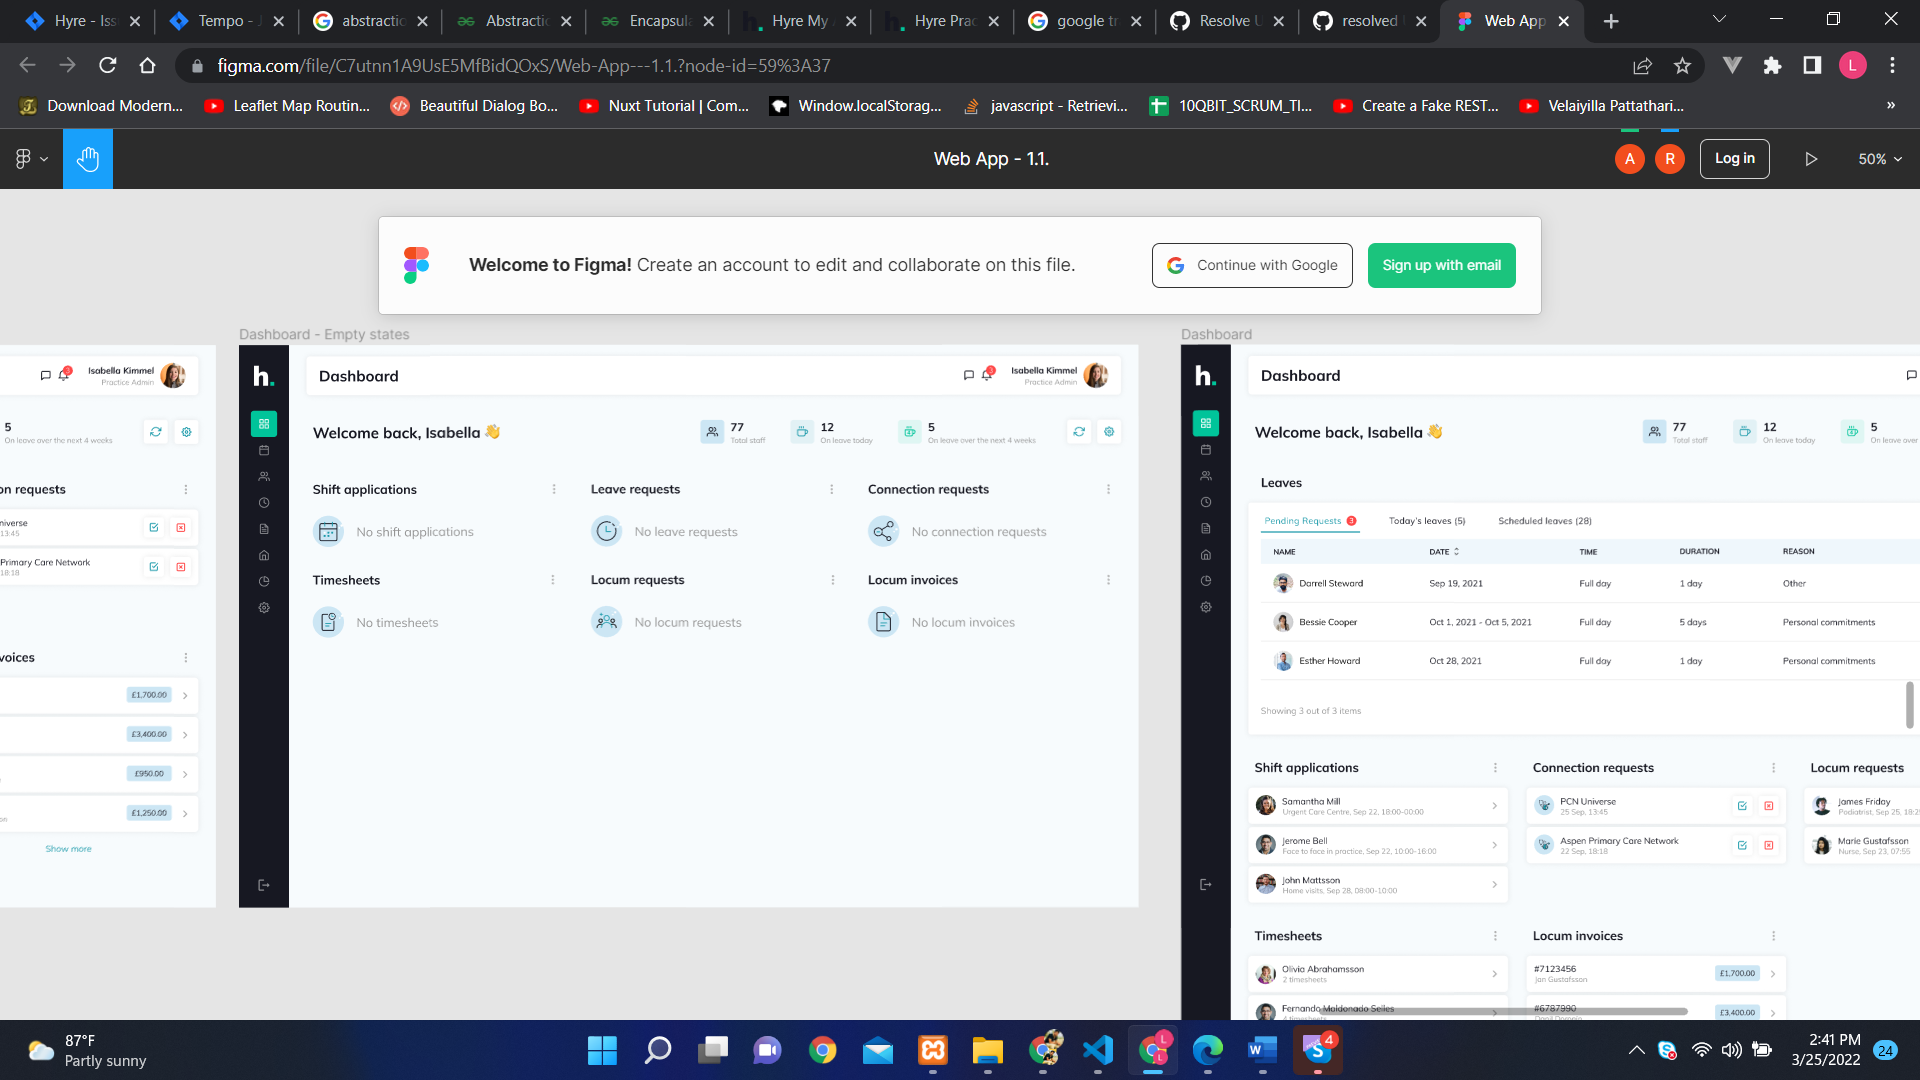 Hyre - Iss
Tempo - J
abstractio
Abstractio
Encapsula
Hyre My A
Hyre Prac
google tr
Resolve U
resolved
Web App
figma.com/file/C7utnn1A9UsE5MfBidQOxS/Web-App---1.1.?node-id=59%3A37
L
Download Modern...
Leaflet Map Routin...
Beautiful Dialog Bo...
Nuxt Tutorial | Com...
Window.localStorag...
javascript - Retrievi...
10QBIT_SCRUM_TI...
Create a Fake REST...
Velaiyilla Pattathari...
»
Web App - 1.1.
A
R
Log in
50%
Welcome to Figma! Create an account to edit and collaborate on this file.
Continue with Google
Sign up with email
Isabella Kimmel
Practice Admin
5
On leave over the next 4 weeks
on requests
niverse
13:45
Primary Care Network
18:18
voices
£1,700.00
£3,400.00
£950.00
£1,250.00
Show more
Dashboard - Empty states
h.
Dashboard
3
Isabella Kimmel
Practice Admin
Welcome back, Isabella 👋
77
Total staff
12
On leave today
5
On leave over the next 4 weeks
Shift applications
No shift applications
Leave requests
No leave requests
Connection requests
No connection requests
Timesheets
No timesheets
Locum requests
No locum requests
Locum invoices
No locum invoices
Dashboard
h.
Dashboard
Welcome back, Isabella 👋
77
Total staff
12
On leave today
5
On leave over
Leaves
Pending Requests 3
Today's leaves (5)
Scheduled leaves (28)
NAME DATE TIME DURATION REASON
Darrell Steward Sep 19, 2021 Full day 1 day Other
Bessie Cooper Oct 1, 2021 - Oct 5, 2021 Full day 5 days Personal commitments
Esther Howard Oct 28, 2021 Full day 1 day Personal commitments
Showing 3 out of 3 items
Shift applications
Samantha Mill
Urgent Care Centre, Sep 22, 18:00-00:00
Jerome Bell
Face to face in practice, Sep 22, 10:00-16:00
John Mattsson
Home visits, Sep 28, 08:00-10:00
Connection requests
PCN Universe
25 Sep, 13:45
Aspen Primary Care Network
22 Sep, 18:18
Locum requests
James Friday
Podiatrist, Sep 25, 18:2
Marie Gustafsson
Nurse, Sep 23, 07:55
Timesheets
Olivia Abrahamsson
2 timesheets
Fernando Maldonado Selles
4 timesheets
Locum invoices
#7123456
Jan Gustafsson
£1,700.00
#6787990
£3,400.00
87°F
Partly sunny
4
2:41 PM
3/25/2022
24